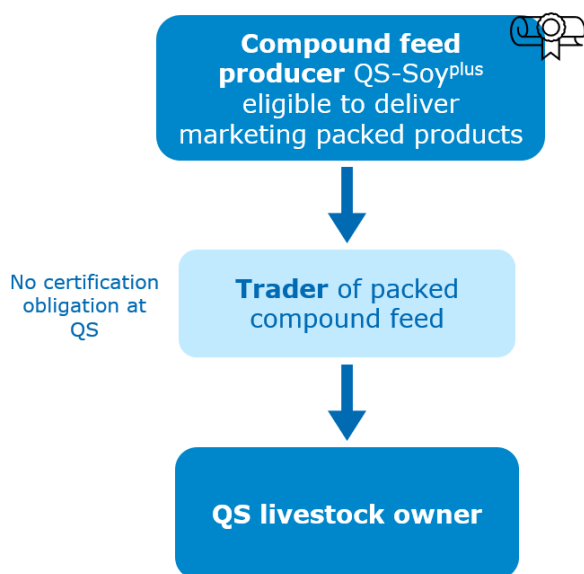 Compound feed
producer QS-Soyplus
eligible to deliver
marketing packed products
No certification
obligation at
QS
Trader of packed
compound feed
QS livestock owner